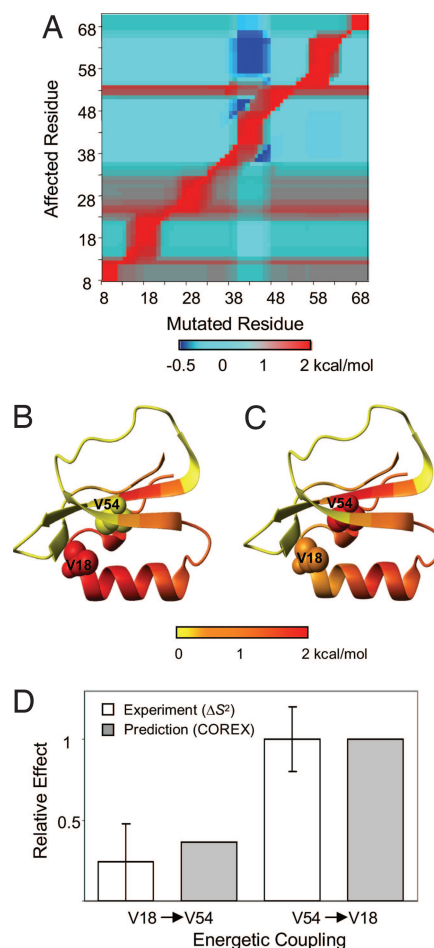 A
Affected Residue
68
58
48
38
28
18
8
8 18 28 38 48 58 68
Mutated Residue
-0.5 0 1 2 kcal/mol
B
C
V54
V18
V54
V18
0 1 2 kcal/mol
D
Experiment (ΔS²)
Prediction (COREX)
Relative Effect
1
0.5
V18→V54 V54→V18
Energetic Coupling